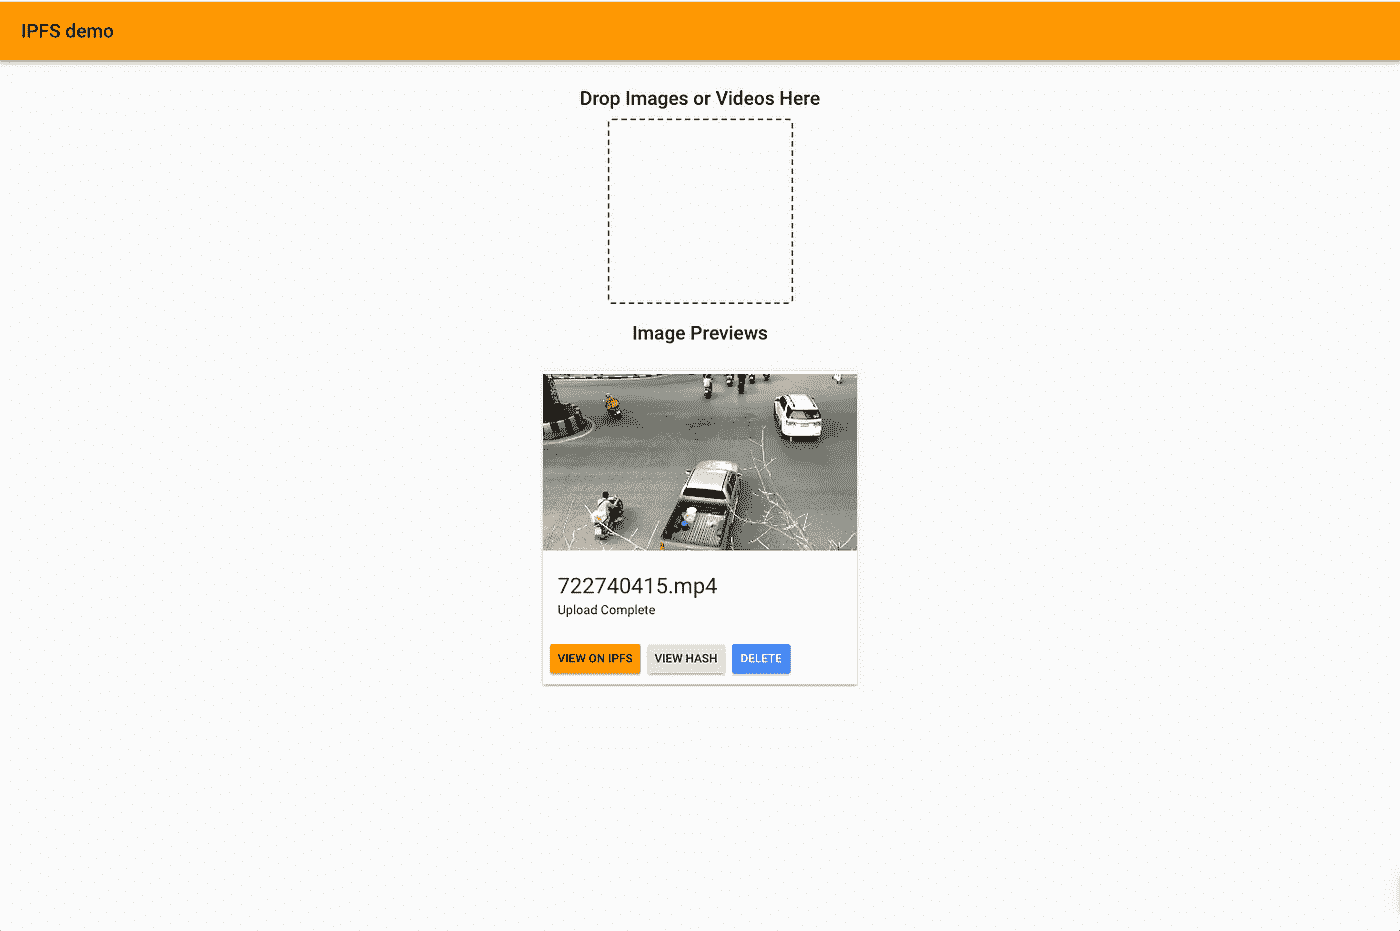 IPFS demo
Drop Images or Videos Here
Image Previews
722740415.mp4
Upload Complete
VIEW ON IPFS VIEW HASH DELETE